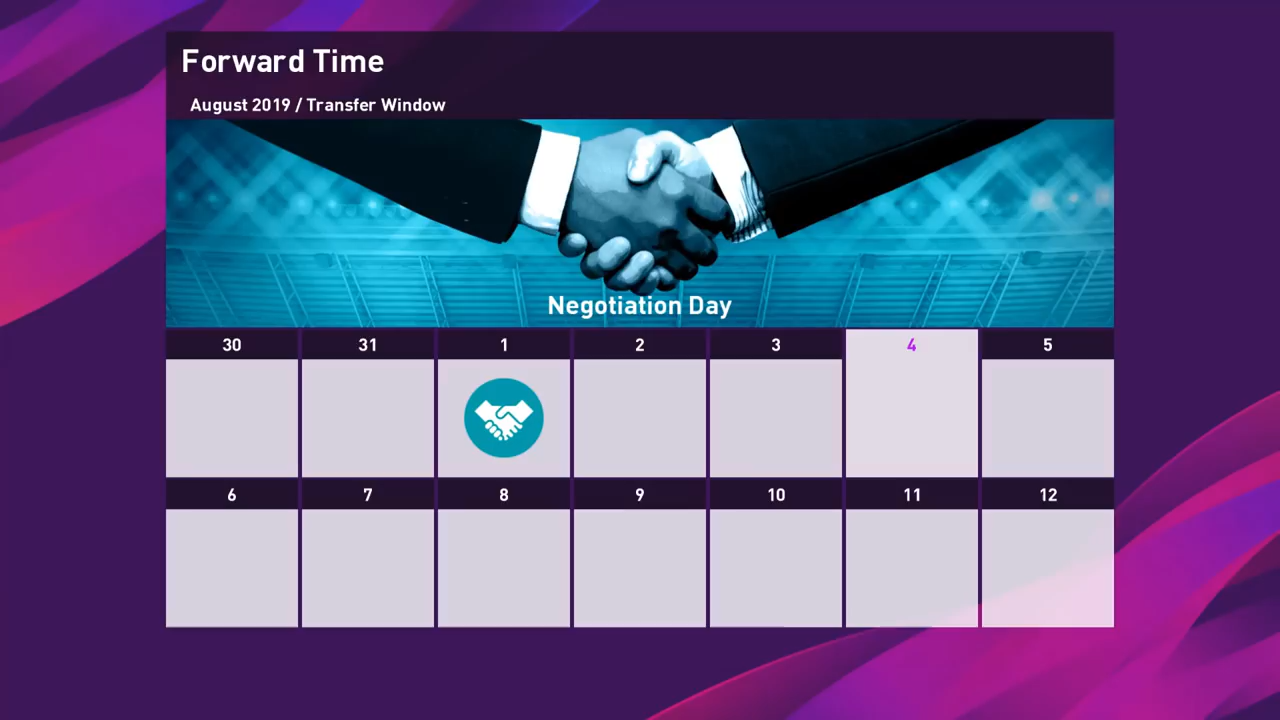 Forward Time
August 2019 / Transfer Window
Negotiation Day
30 31 1 2 3 4 5
6 7 8 9 10 11 12